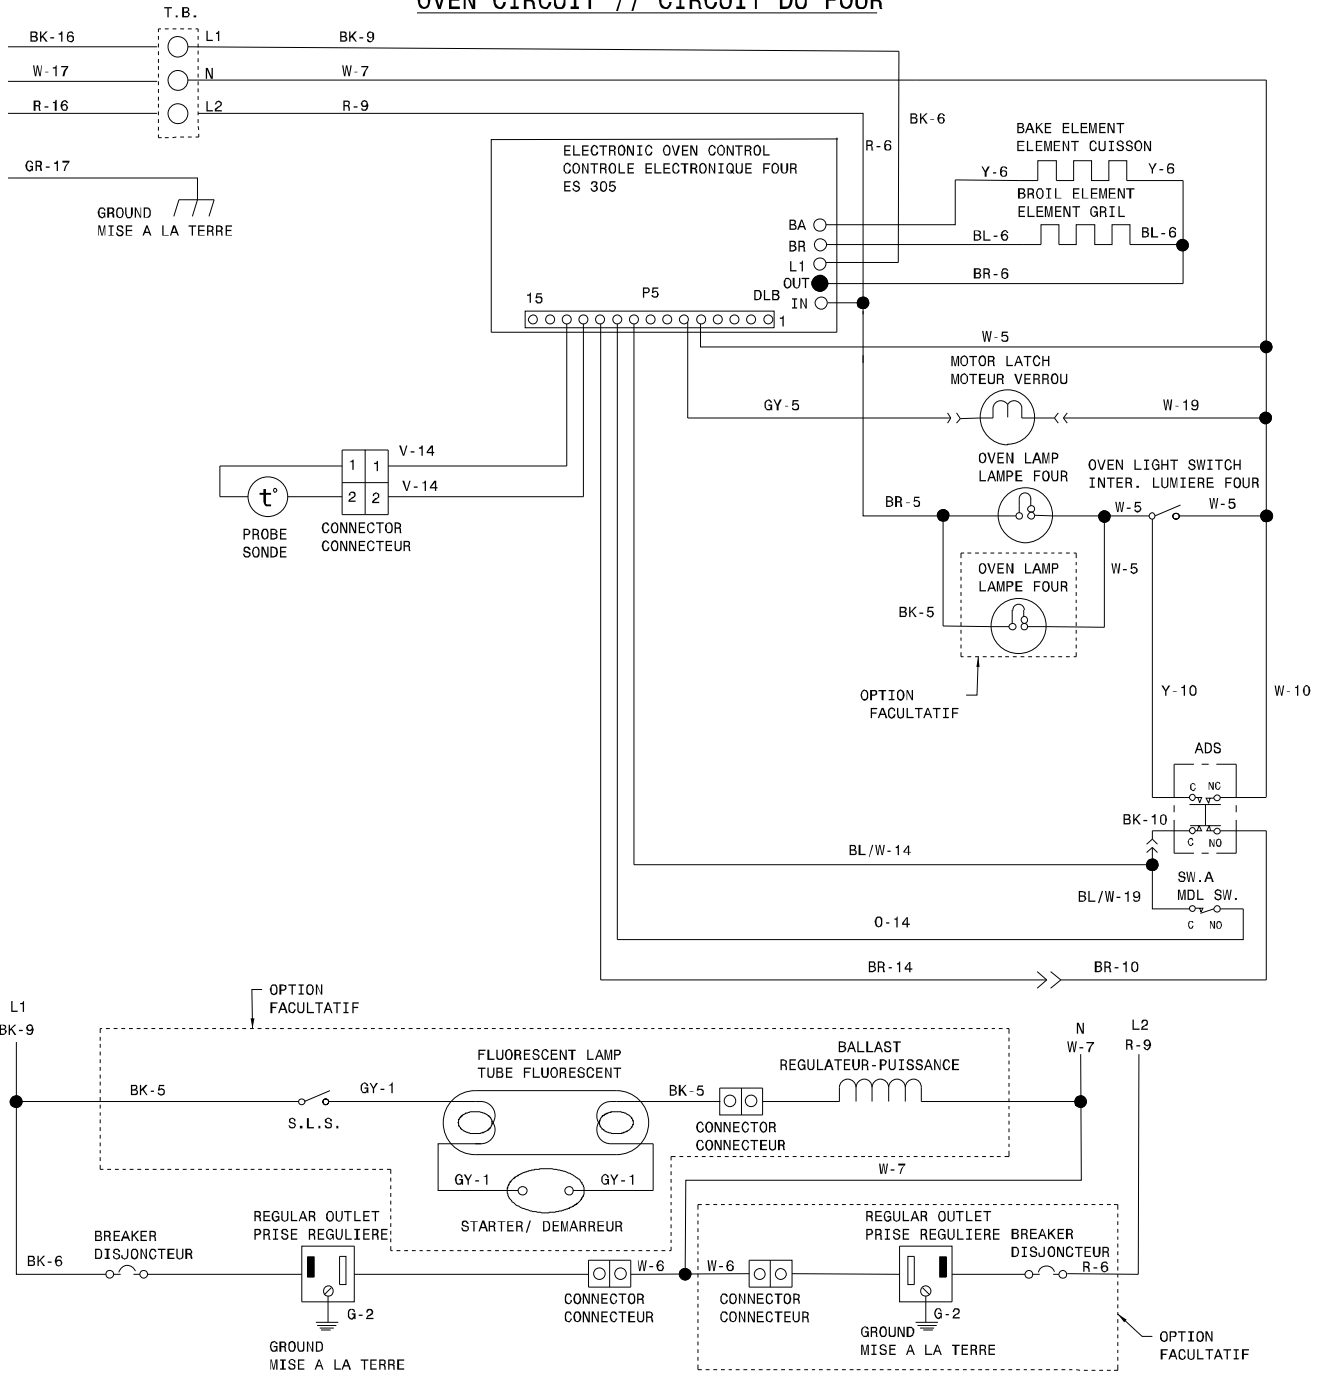 OVEN CIRCUIT // CIRCUIT DU FOUR
T.B.
BK-16
L1
BK-9
W-17
N
W-7
R-16
L2
R-9
GR-17
GROUND
MISE A LA TERRE
ELECTRONIC OVEN CONTROL
CONTROLE ELECTRONIQUE FOUR
ES 305
R-6
BK-6
BAKE ELEMENT
ELEMENT CUISSON
Y-6
Y-6
BROIL ELEMENT
ELEMENT GRIL
BA
BR
BL-6
BL-6
L1
OUT
BR-6
IN
15
P5
DLB
1
W-5
MOTOR LATCH
MOTEUR VERROU
GY-5
W-19
V-14
1
1
V-14
2
2
t°
PROBE
SONDE
CONNECTOR
CONNECTEUR
OVEN LAMP
LAMPE FOUR
OVEN LIGHT SWITCH
INTER. LUMIERE FOUR
BR-5
W-5
W-5
OVEN LAMP
LAMPE FOUR
W-5
BK-5
OPTION
FACULTATIF
Y-10
W-10
ADS
C NC
BK-10
C NO
BL/W-14
SW.A
MDL SW.
BL/W-19
C NO
O-14
BR-14
BR-10
OPTION
FACULTATIF
L1
BK-9
N
W-7
L2
R-9
FLUORESCENT LAMP
TUBE FLUORESCENT
BALLAST
REGULATEUR-PUISSANCE
BK-5
GY-1
BK-5
S.L.S.
CONNECTOR
CONNECTEUR
GY-1
GY-1
STARTER/ DEMARREUR
W-7
BREAKER
DISJONCTEUR
REGULAR OUTLET
PRISE REGULIERE
REGULAR OUTLET
PRISE REGULIERE
BREAKER
DISJONCTEUR
BK-6
W-6
W-6
R-6
G-2
CONNECTOR
CONNECTEUR
CONNECTOR
CONNECTEUR
G-2
GROUND
MISE A LA TERRE
GROUND
MISE A LA TERRE
OPTION
FACULTATIF